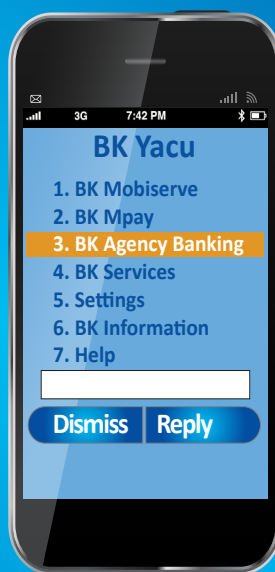 3G 7:42 PM
BK Yacu
1. BK Mobiserve
2. BK Mpay
3. BK Agency Banking
4. BK Services
5. Settings
6. BK Information
7. Help
Dismiss Reply